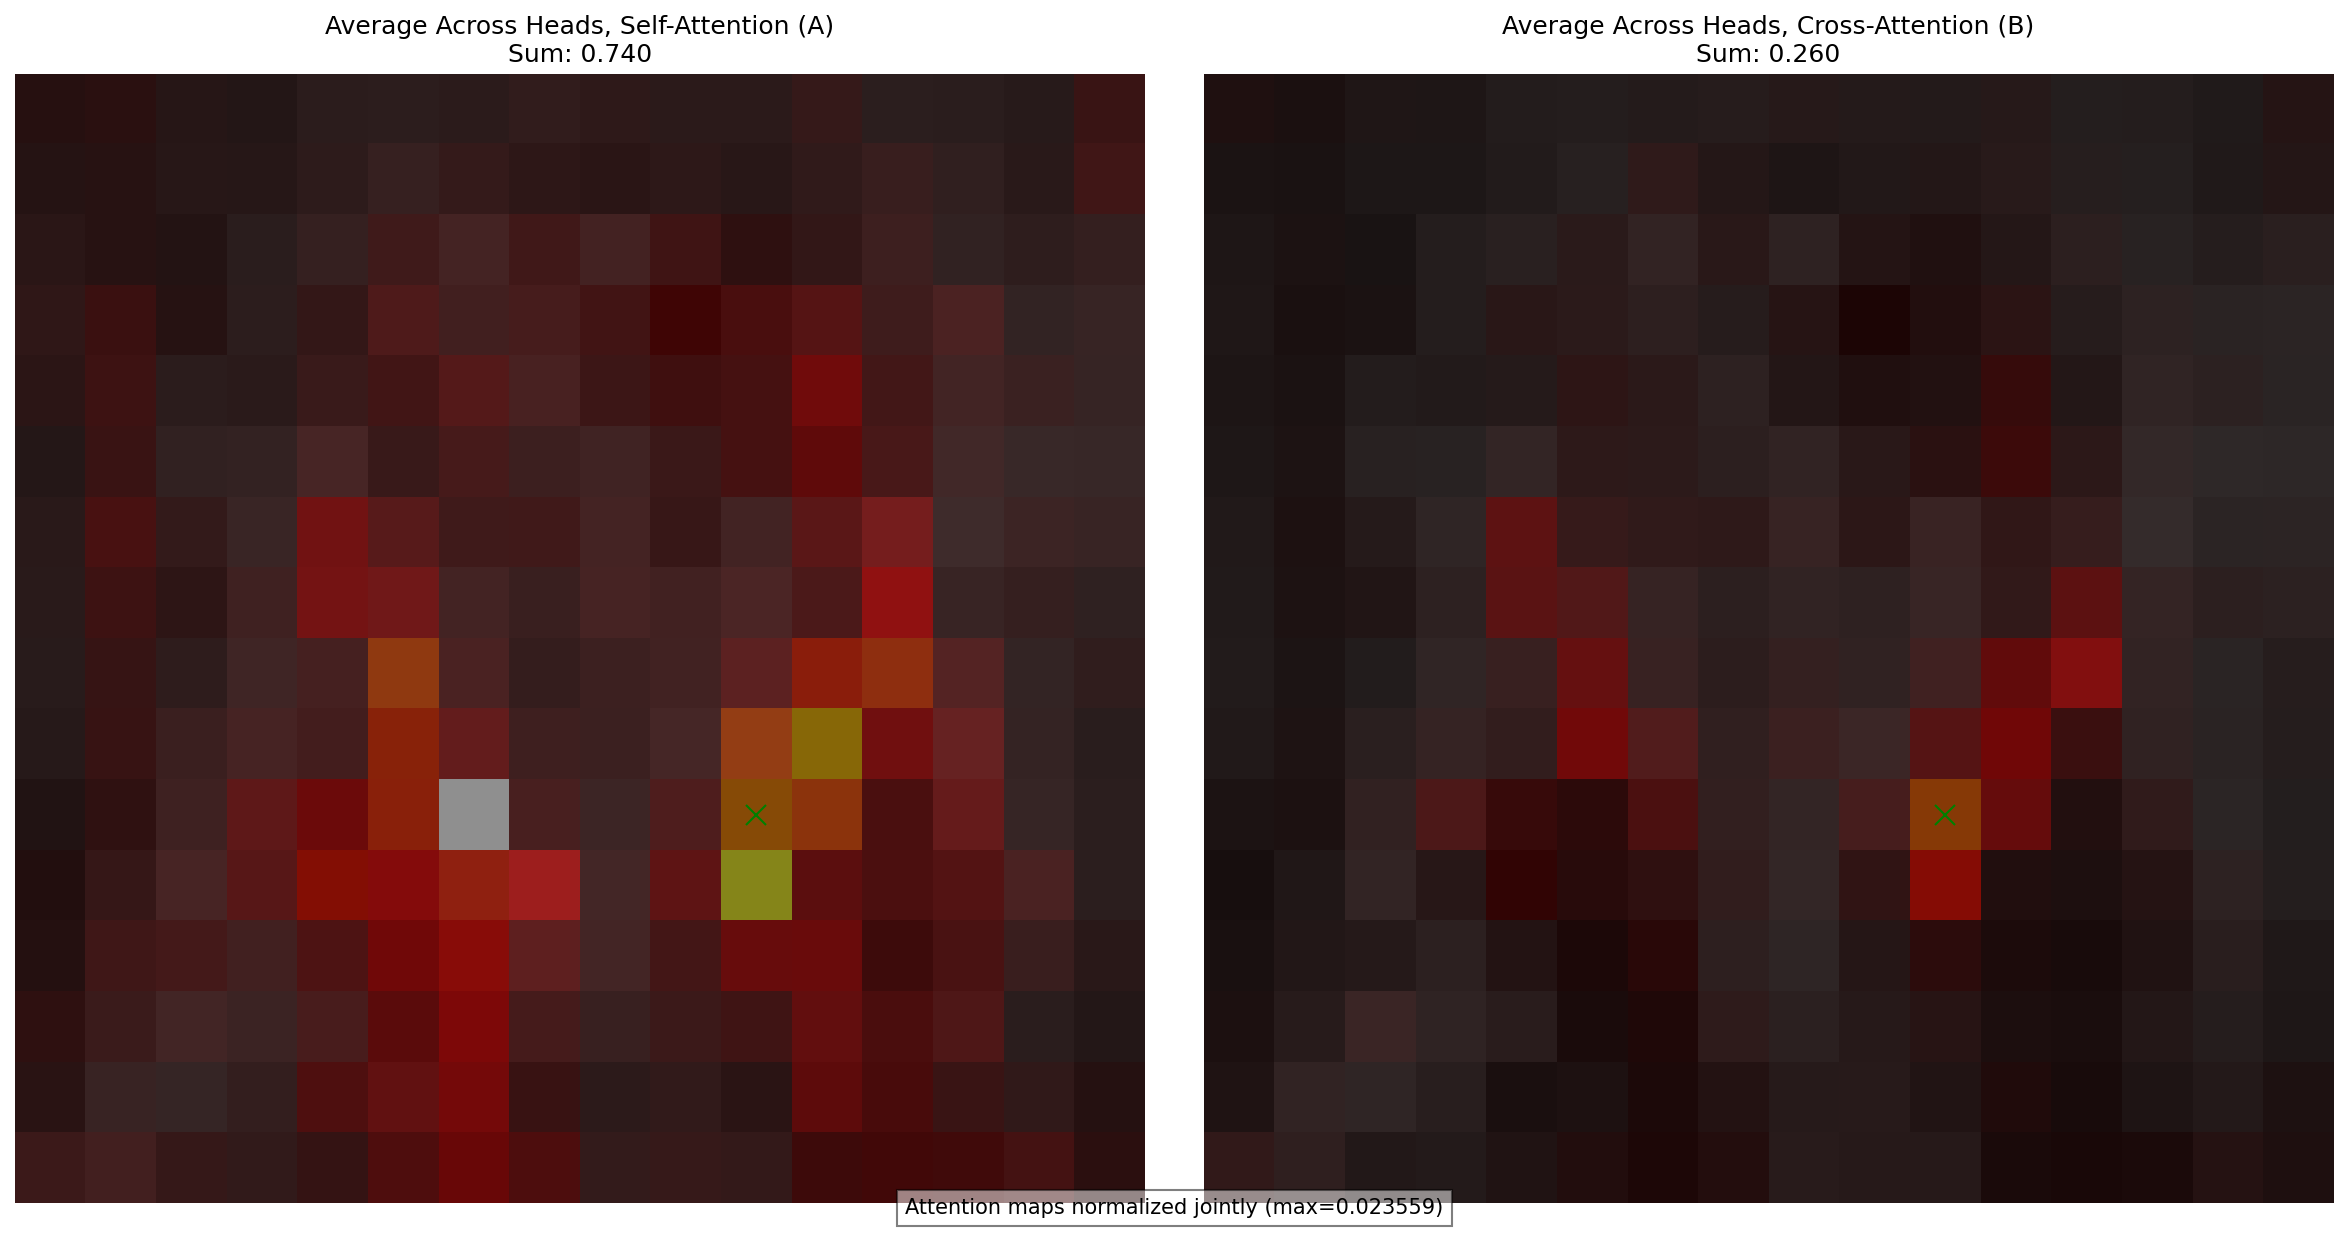 Average Across Heads, Self-Attention (A)
Sum: 0.740
Average Across Heads, Cross-Attention (B)
Sum: 0.260
Attention maps normalized jointly (max=0.023559)